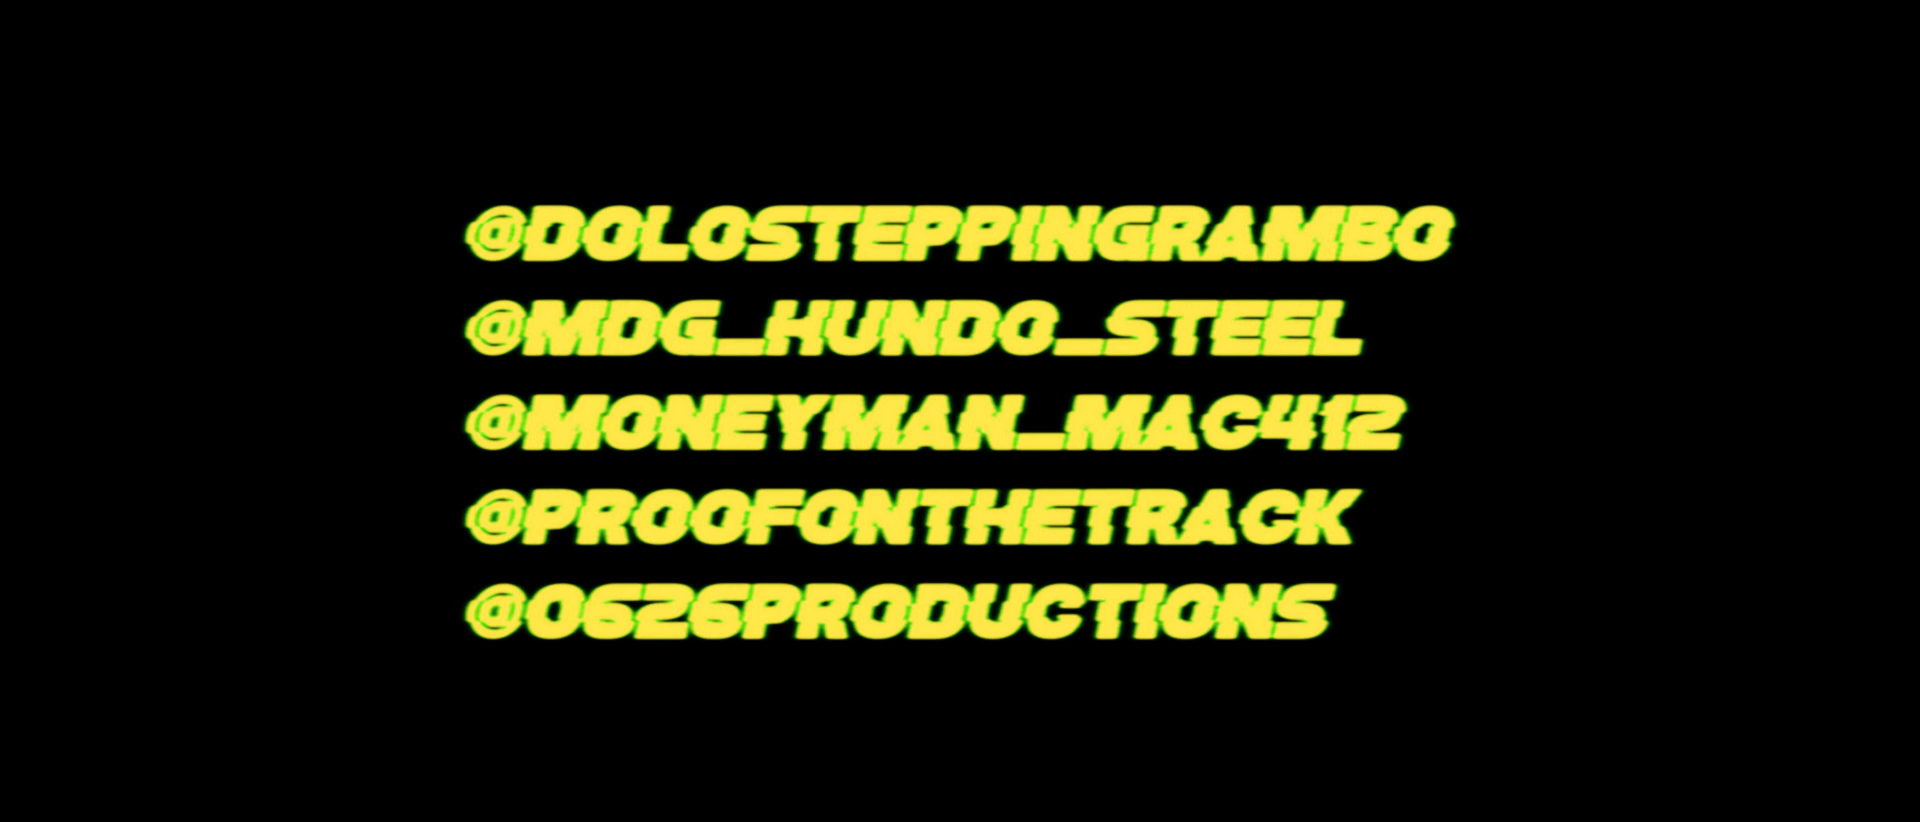 @DOLOSTEPPINGRAMBO
@MDG_HUNDO_STEEL
@MONEYMAN_MAC412
@PROOFONTHETRACK
@0626PRODUCTIONS